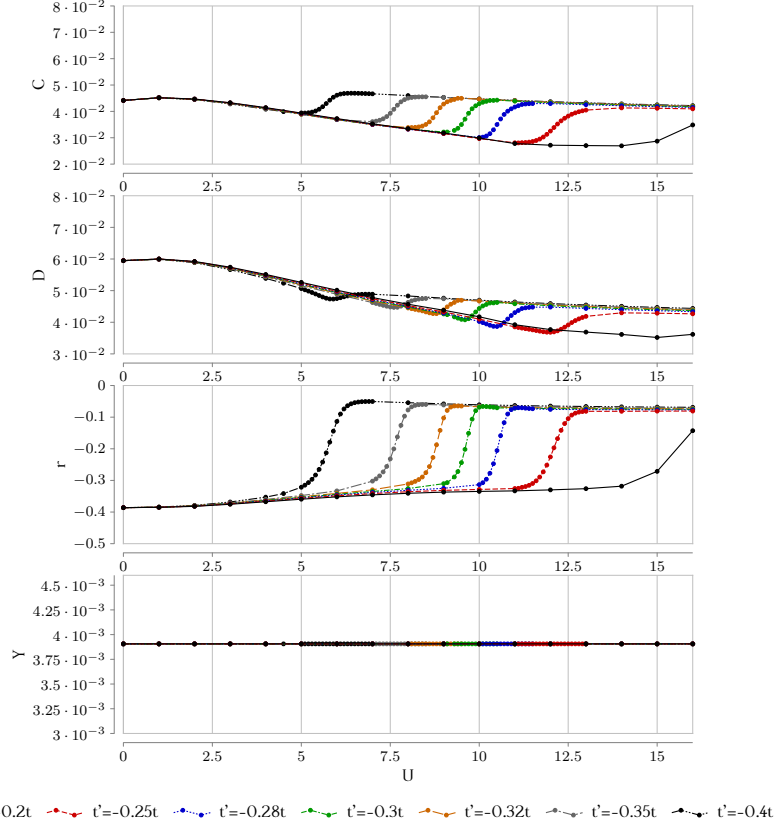 8 · 10⁻²
7 · 10⁻²
6 · 10⁻²
5 · 10⁻²
4 · 10⁻²
3 · 10⁻²
2 · 10⁻²
C
0 2.5 5 7.5 10 12.5 15
8 · 10⁻²
7 · 10⁻²
6 · 10⁻²
5 · 10⁻²
4 · 10⁻²
3 · 10⁻²
D
0 2.5 5 7.5 10 12.5 15
0
−0.1
−0.2
−0.3
−0.4
−0.5
r
0 2.5 5 7.5 10 12.5 15
4.5 · 10⁻³
4.25 · 10⁻³
4 · 10⁻³
3.75 · 10⁻³
3.5 · 10⁻³
3.25 · 10⁻³
3 · 10⁻³
Y
0 2.5 5 7.5 10 12.5 15
U
0.2t t'=-0.25t t'=-0.28t t'=-0.3t t'=-0.32t t'=-0.35t t'=-0.4t